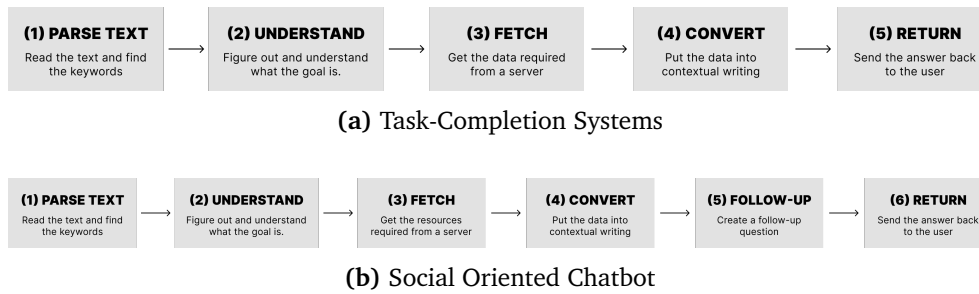 (1) PARSE TEXT
Read the text and find
the keywords
(2) UNDERSTAND
Figure out and understand
what the goal is.
(3) FETCH
Get the data required
from a server
(4) CONVERT
Put the data into
contextual writing
(5) RETURN
Send the answer back
to the user
(a) Task-Completion Systems
(1) PARSE TEXT
Read the text and find
the keywords
(2) UNDERSTAND
Figure out and understand
what the goal is.
(3) FETCH
Get the resources
required from a server
(4) CONVERT
Put the data into
contextual writing
(5) FOLLOW-UP
Create a follow-up
question
(6) RETURN
Send the answer back
to the user
(b) Social Oriented Chatbot